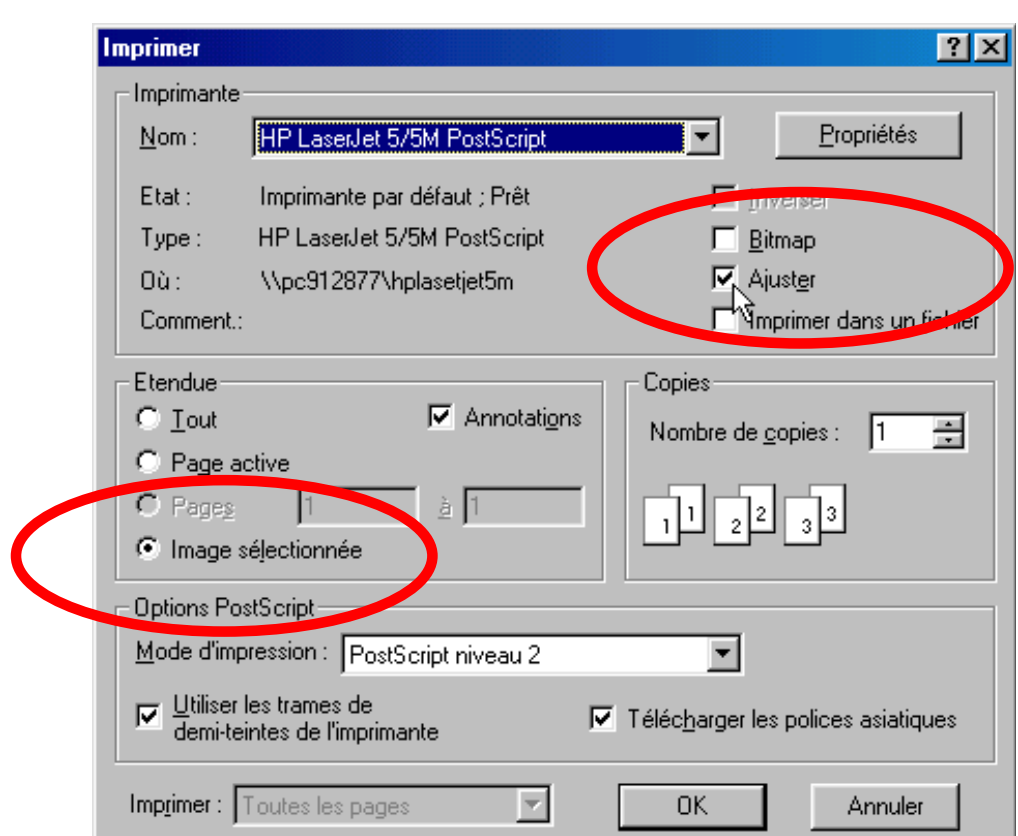 Imprimer
Imprimante
Nom : HP LaserJet 5/5M PostScript Propriétés
Etat : Imprimante par défaut ; Prêt Inverser
Type : HP LaserJet 5/5M PostScript Bitmap
Où : \\pc912877\hplasetjet5m Ajuster
Comment.: Imprimer dans un fichier
Etendue Copies
Tout Annotations
Nombre de copies : 1
Page active
Pages 1 à 1
1 1 2 2 3 3
Image sélectionnée
Options PostScript
Mode d'impression : PostScript niveau 2
Utiliser les trames de
demi-teintes de l'imprimante Télécharger les polices asiatiques
Imprimer : Toutes les pages OK Annuler